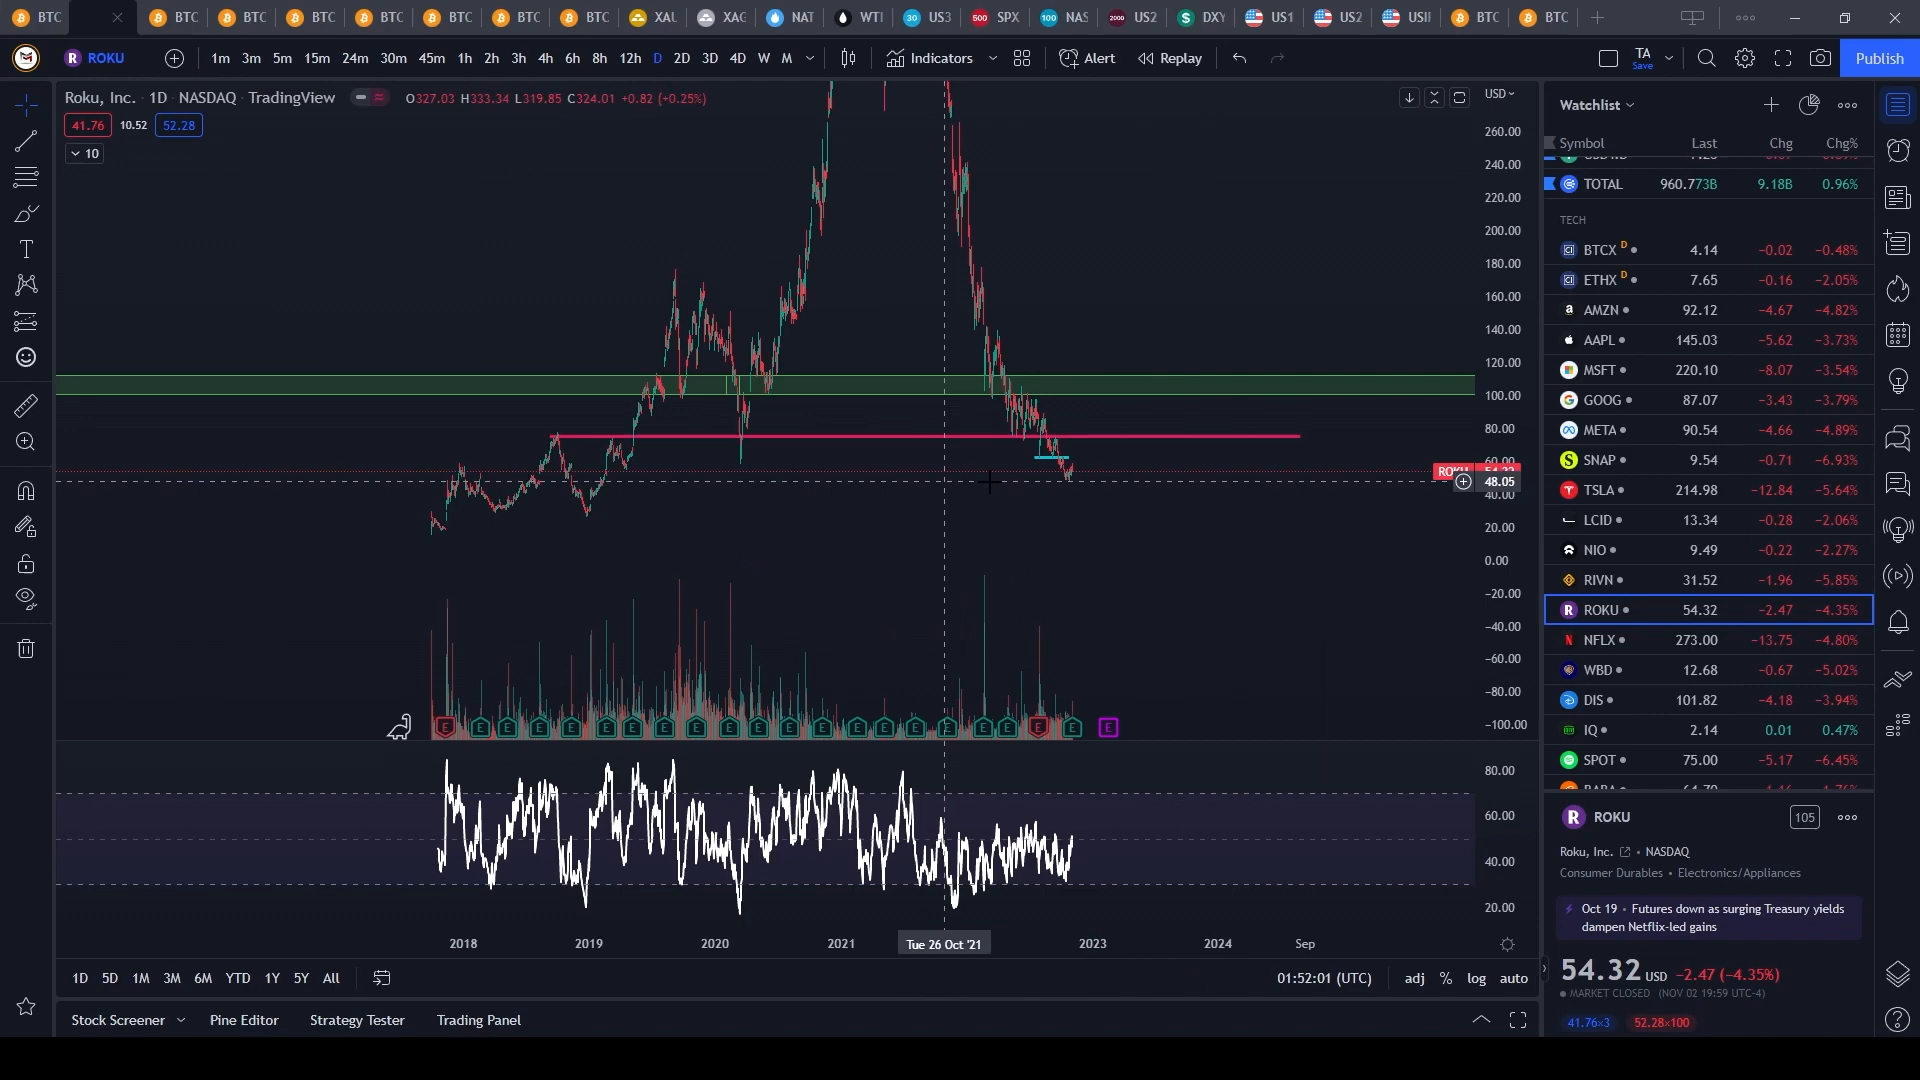 BTC BTC BTC BTC BTC BTC BTC BTC XAU XAG NAT WTI US3 SPX NAS US2 DXY US1 US2 USII BTC BTC
ROKU 1m 3m 5m 15m 24m 30m 45m 1h 2h 3h 4h 6h 8h 12h D 2D 3D 4D W M Indicators Alert Replay TA Save Publish
Roku, Inc. · 1D · NASDAQ · TradingView O327.03 H333.34 L319.85 C324.01 +0.82 (+0.25%)
USD
41.76 10.52 52.28
10
260.00
240.00
220.00
200.00
180.00
160.00
140.00
120.00
100.00
80.00
60.00
ROKU 54.32
48.05
40.00
20.00
0.00
−20.00
−40.00
−60.00
−80.00
−100.00
E E E E E E E E E E E E E E E E E E E E E E
80.00
60.00
40.00
20.00
2018 2019 2020 2021 Tue 26 Oct '21 2023 2024 Sep
1D 5D 1M 3M 6M YTD 1Y 5Y All 01:52:01 (UTC) adj % log auto
Stock Screener Pine Editor Strategy Tester Trading Panel
Watchlist
Symbol Last Chg Chg%
TOTAL 960.773B 9.18B 0.96%
TECH
BTCX D 4.14 −0.02 −0.48%
ETHX D 7.65 −0.16 −2.05%
AMZN 92.12 −4.67 −4.82%
AAPL 145.03 −5.62 −3.73%
MSFT 220.10 −8.07 −3.54%
GOOG 87.07 −3.43 −3.79%
META 90.54 −4.66 −4.89%
SNAP 9.54 −0.71 −6.93%
TSLA 214.98 −12.84 −5.64%
LCID 13.34 −0.28 −2.06%
NIO 9.49 −0.22 −2.27%
RIVN 31.52 −1.96 −5.85%
ROKU 54.32 −2.47 −4.35%
NFLX 273.00 −13.75 −4.80%
WBD 12.68 −0.67 −5.02%
DIS 101.82 −4.18 −3.94%
IQ 2.14 0.01 0.47%
SPOT 75.00 −5.17 −6.45%
ROKU 105
Roku, Inc. • NASDAQ
Consumer Durables • Electronics/Appliances
Oct 19 • Futures down as surging Treasury yields
dampen Netflix-led gains
54.32 USD −2.47 (−4.35%)
MARKET CLOSED (NOV 02 19:59 UTC-4)
41.76×3 52.28×100